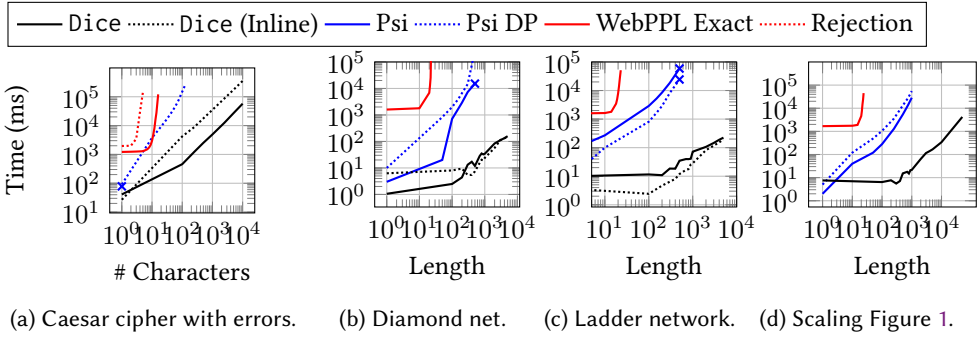 Dice Dice (Inline) Psi Psi DP WebPPL Exact Rejection
Time (ms)
10^5
10^4
10^3
10^2
10^1
10^0 10^1 10^2 10^3 10^4
# Characters
(a) Caesar cipher with errors.
10^5
10^4
10^3
10^2
10^1
10^0
10^0 10^1 10^2 10^3
Length
(b) Diamond net.
10^5
10^4
10^3
10^2
10^1
10^0
10^1 10^2 10^3 10^4
Length
(c) Ladder network.
10^5
10^4
10^3
10^2
10^1
10^0 10^1 10^2 10^3 10^4
Length
(d) Scaling Figure 1.